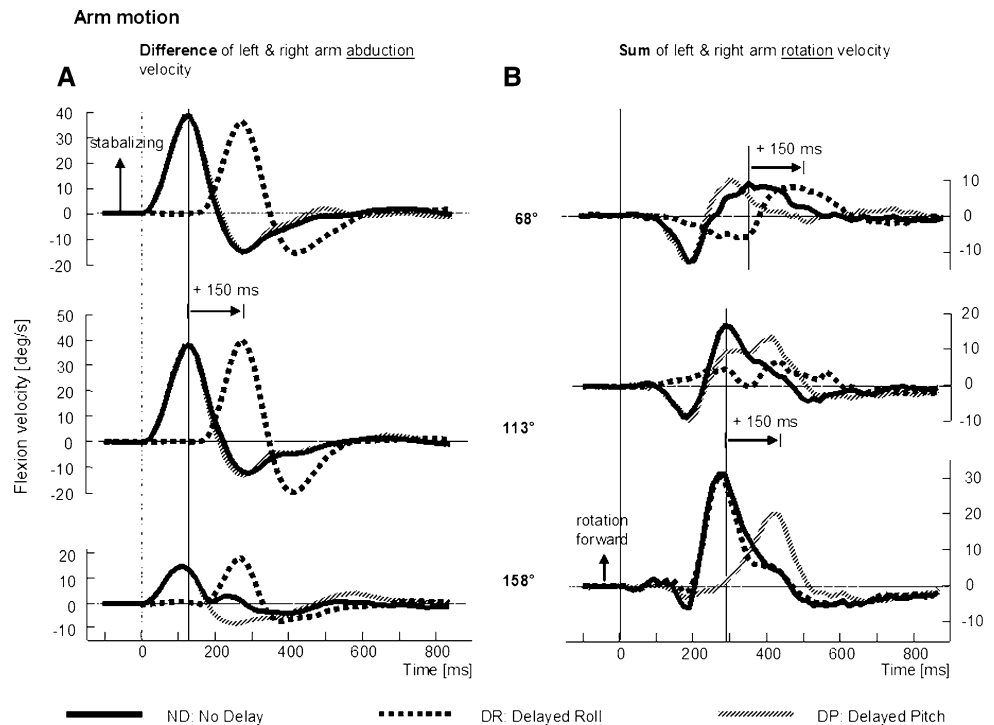 Arm motion
Difference of left & right arm abduction
velocity
Sum of left & right arm rotation velocity
A
B
Flexion velocity [deg/s]
40
30
20
10
0
-10
-20
stabalizing
+ 150 ms
10
0
-10
68°
+ 150 ms
50
40
30
20
10
0
-10
-20
20
10
0
-10
113°
+ 150 ms
20
10
0
-10
0
200
400
600
800
Time [ms]
rotation
forward
158°
30
20
10
0
-10
0
200
400
600
800
Time [ms]
ND: No Delay
DR: Delayed Roll
DP: Delayed Pitch